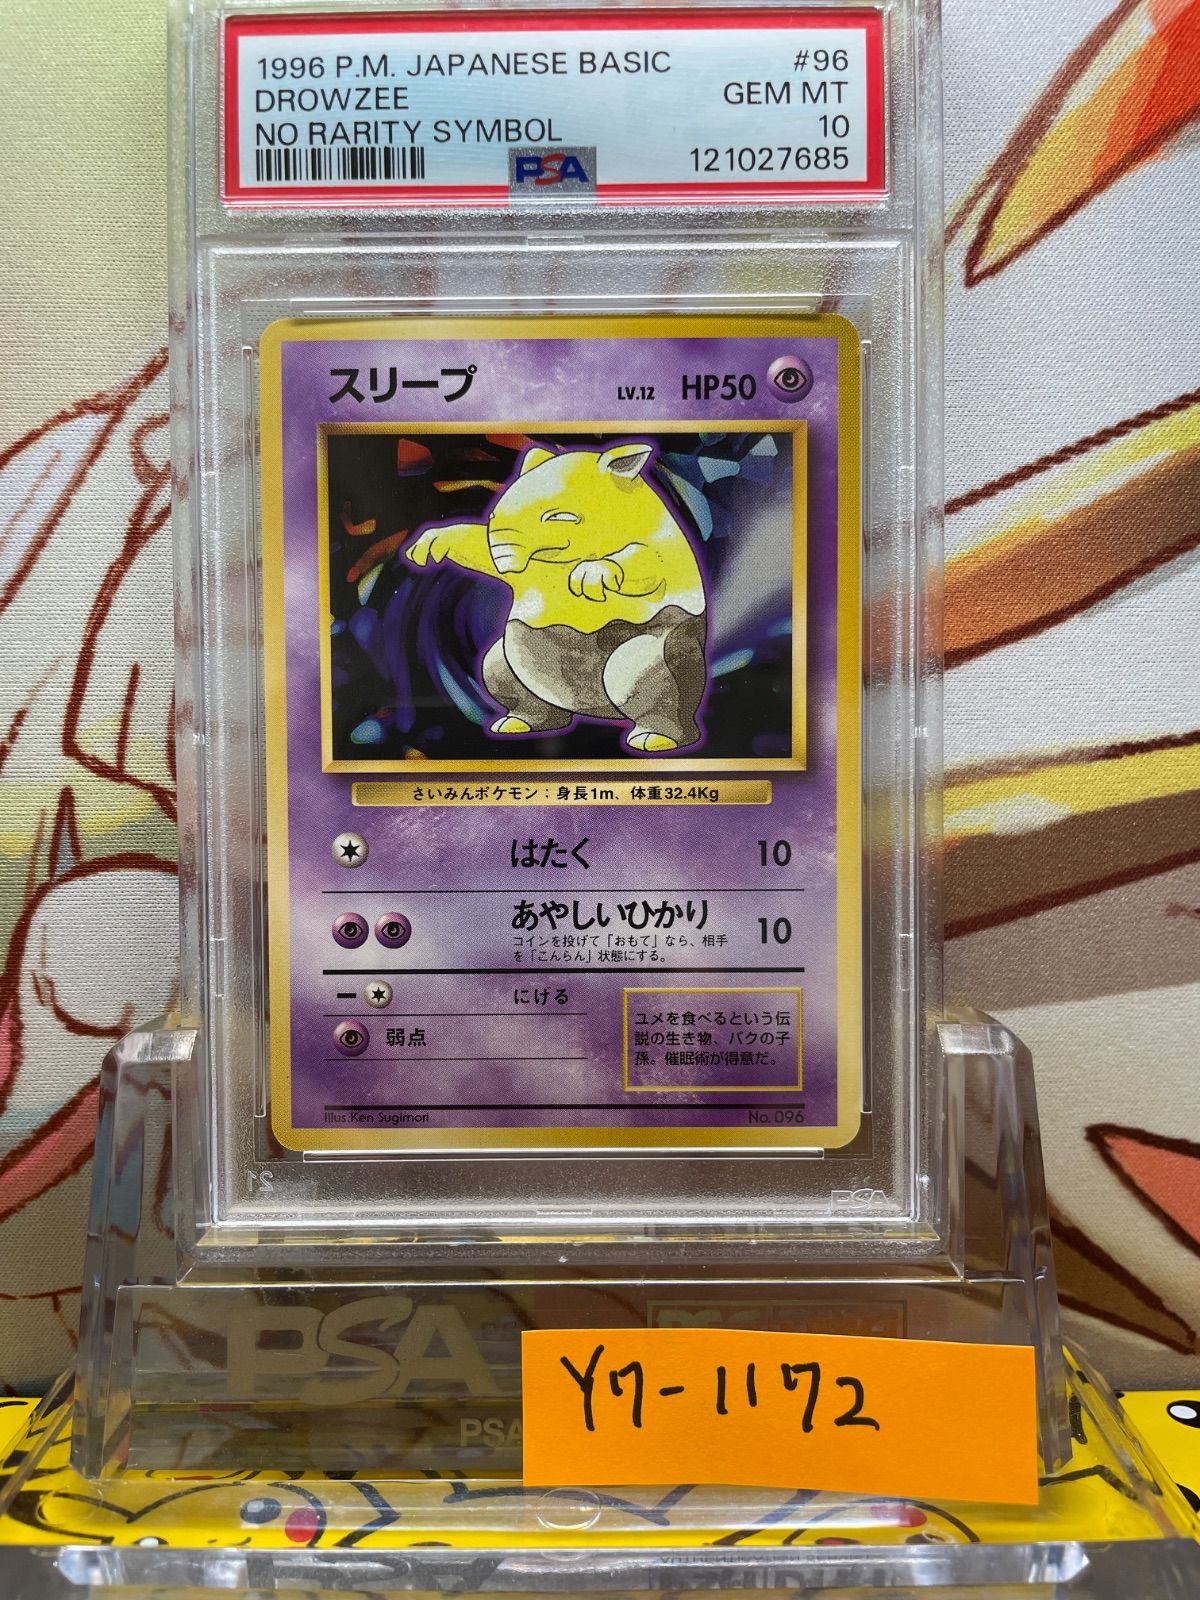 1996 P.M. JAPANESE BASIC #96
DROWZEE GEM MT
NO RARITY SYMBOL 10
PSA 121027685
スリープ LV.12 HP50
さいみんポケモン：身長1m、体重32.4Kg
はたく 10
あやしいひかり 10
コインを投げて「おもて」なら、相手
を「こんらん」状態にする。
にげる
弱点
ユメを食べるという伝
説の生き物、バクの子
孫。催眠術が得意だ。
Illus.Ken Sugimori No.096
21
PSA
PSA
PSA
Y7-1172